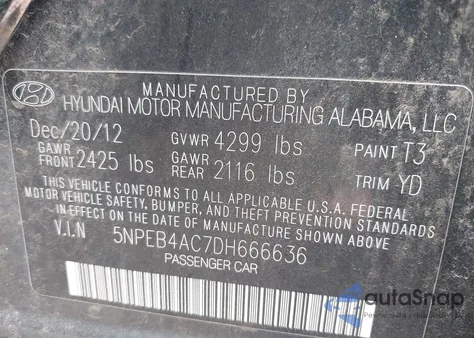 MANUFACTURED BY
HYUNDAI MOTOR MANUFACTURING ALABAMA, LLC
Dec/20/12 GVWR 4299 lbs PAINT T3
GAWR FRONT 2425 lbs GAWR REAR 2116 lbs TRIM YD
THIS VEHICLE CONFORMS TO ALL APPLICABLE U.S.A. FEDERAL
MOTOR VEHICLE SAFETY, BUMPER, AND THEFT PREVENTION STANDARDS
IN EFFECT ON THE DATE OF MANUFACTURE SHOWN ABOVE
V.I.N 5NPEB4AC7DH666636
PASSENGER CAR
autoSnap